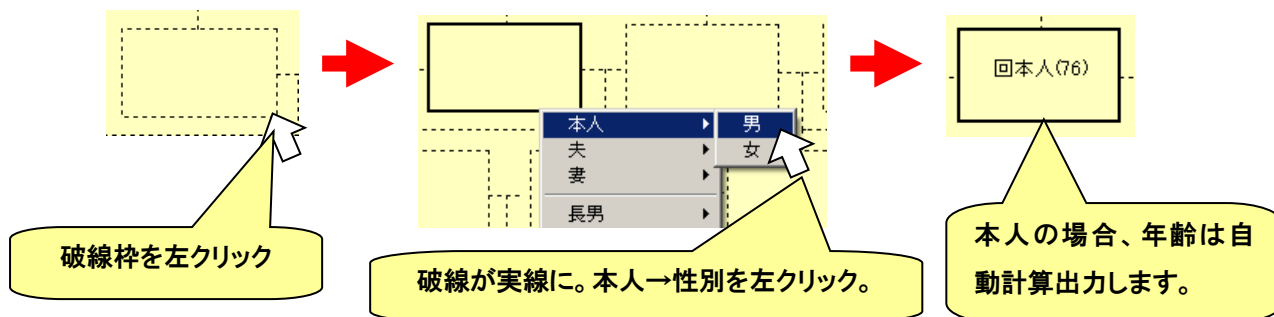 本人
夫
妻
長男
男
女
回本人(76)
破線枠を左クリック
破線が実線に。本人→性別を左クリック。
本人の場合、年齢は自
動計算出力します。